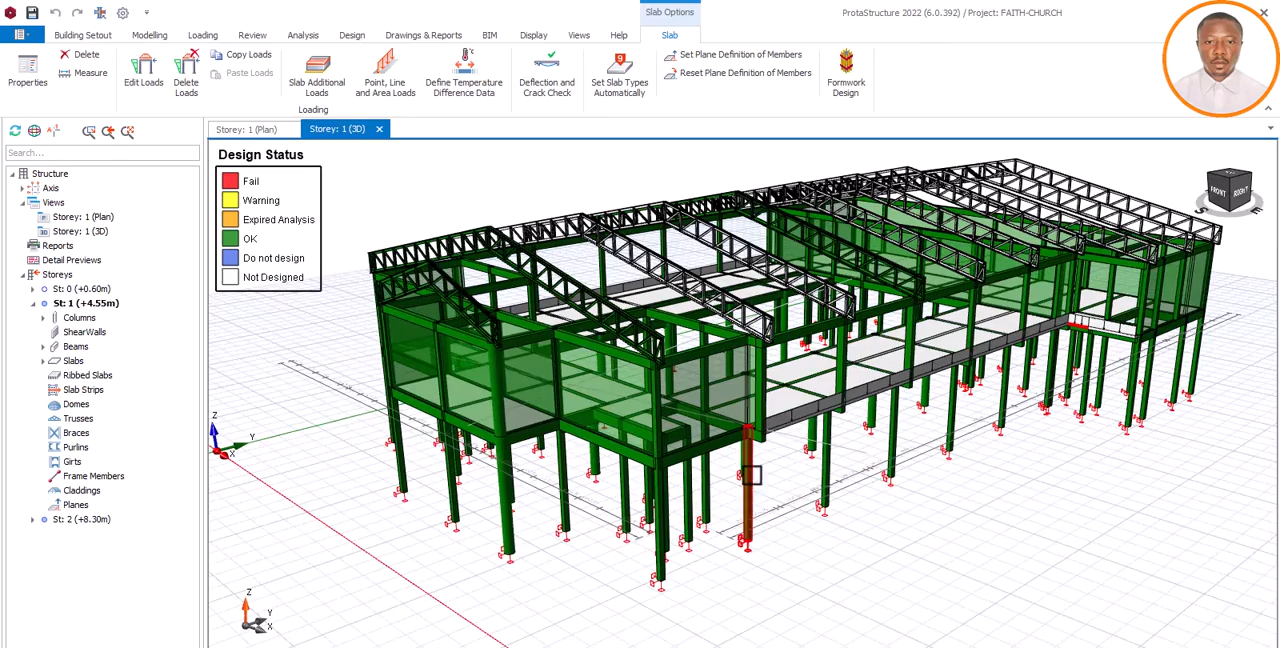 Slab Options
ProtaStructure 2022 (6.0.392) / Project: FAITH-CHURCH
Building Setout Modelling Loading Review Analysis Design Drawings & Reports BIM Display Views Help Slab
Properties
Delete
Measure
Edit Loads
Delete Loads
Copy Loads
Paste Loads
Slab Additional Loads
Point, Line and Area Loads
Define Temperature Difference Data
Loading
Deflection and Crack Check
9
Set Slab Types Automatically
Set Plane Definition of Members
Reset Plane Definition of Members
Formwork Design
Storey: 1 (Plan)
Storey: 1 (3D)
Search...
Structure
Axis
Views
Storey: 1 (Plan)
Storey: 1 (3D)
Reports
Detail Previews
Storeys
St: 0 (+0.60m)
St: 1 (+4.55m)
Columns
ShearWalls
Beams
Slabs
Ribbed Slabs
Slab Strips
Domes
Trusses
Braces
Purlins
Girts
Frame Members
Claddings
Planes
St: 2 (+8.30m)
Design Status
Fail
Warning
Expired Analysis
OK
Do not design
Not Designed
FRONT
RIGHT
S
E
Z
Y
X
Z
Y
X